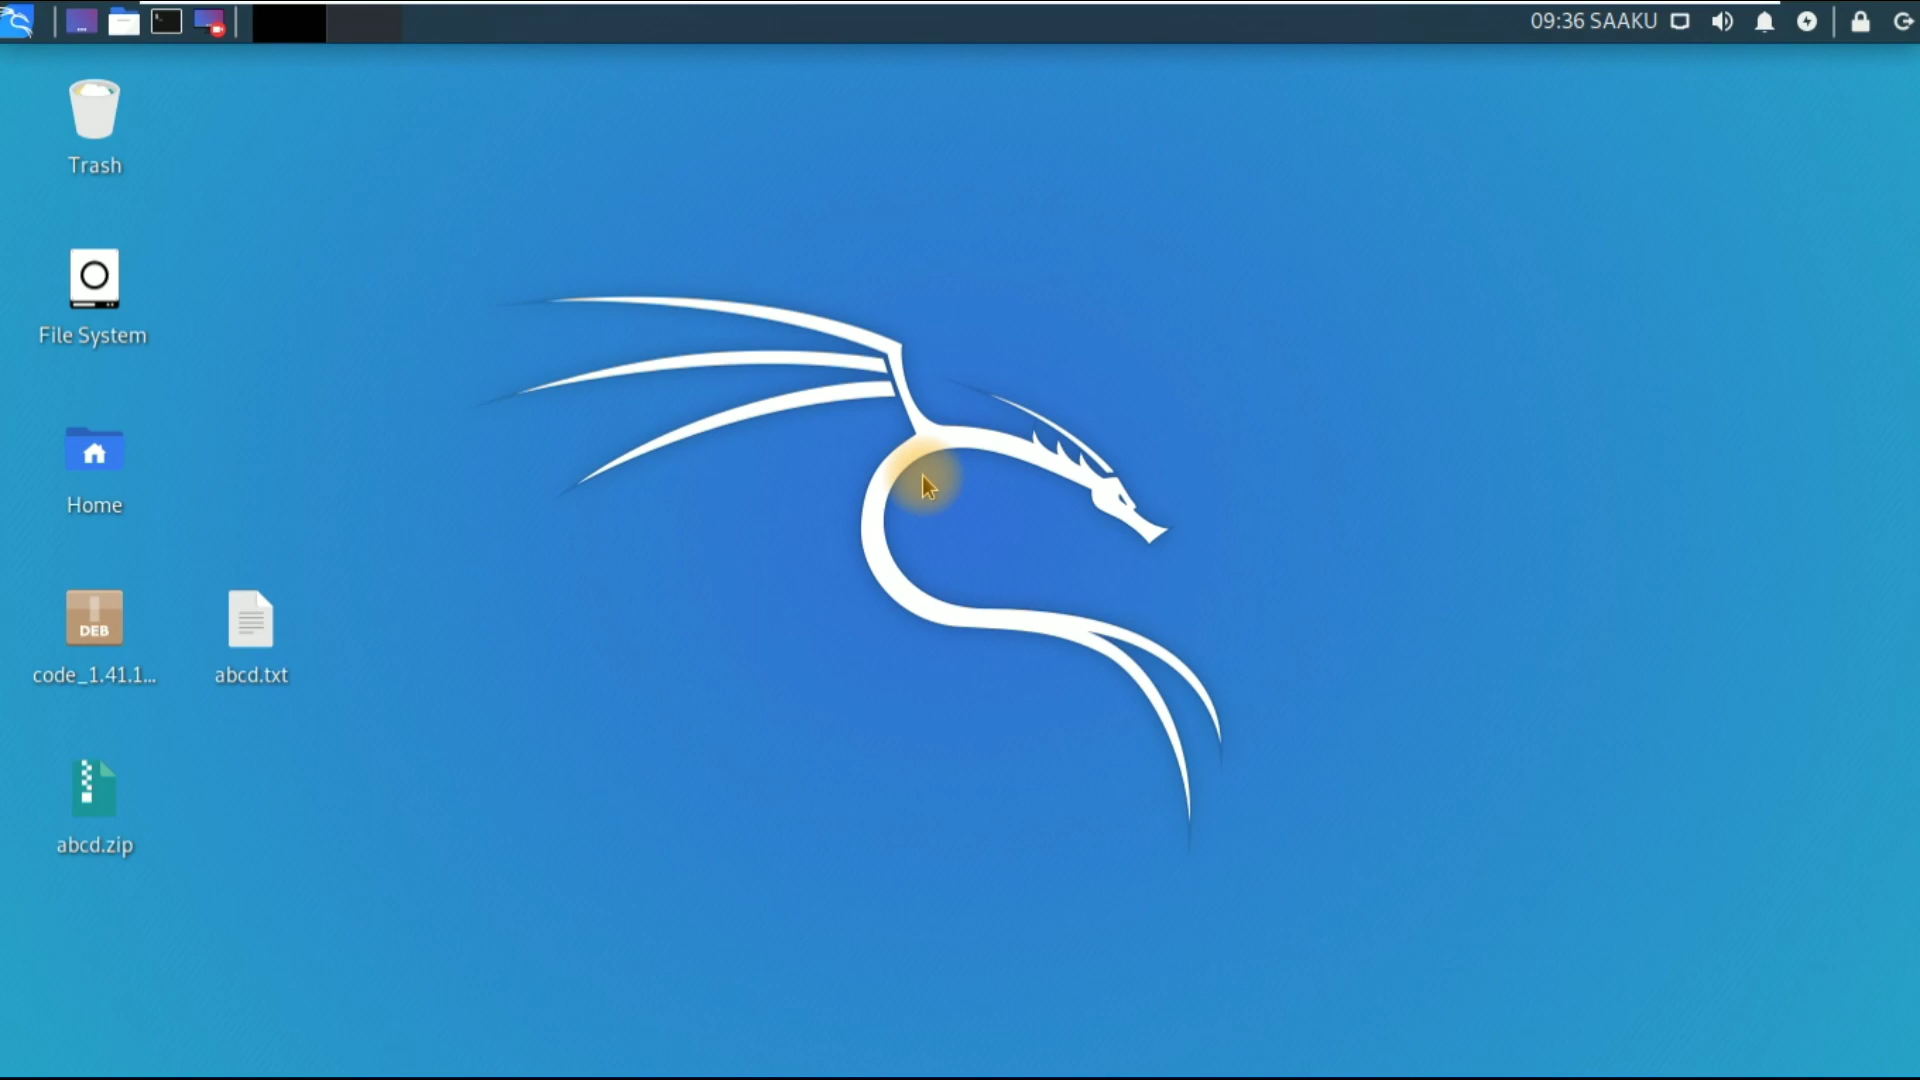 09:36 SAAKU
Trash
File System
Home
DEB
code_1.41.1...
abcd.txt
abcd.zip